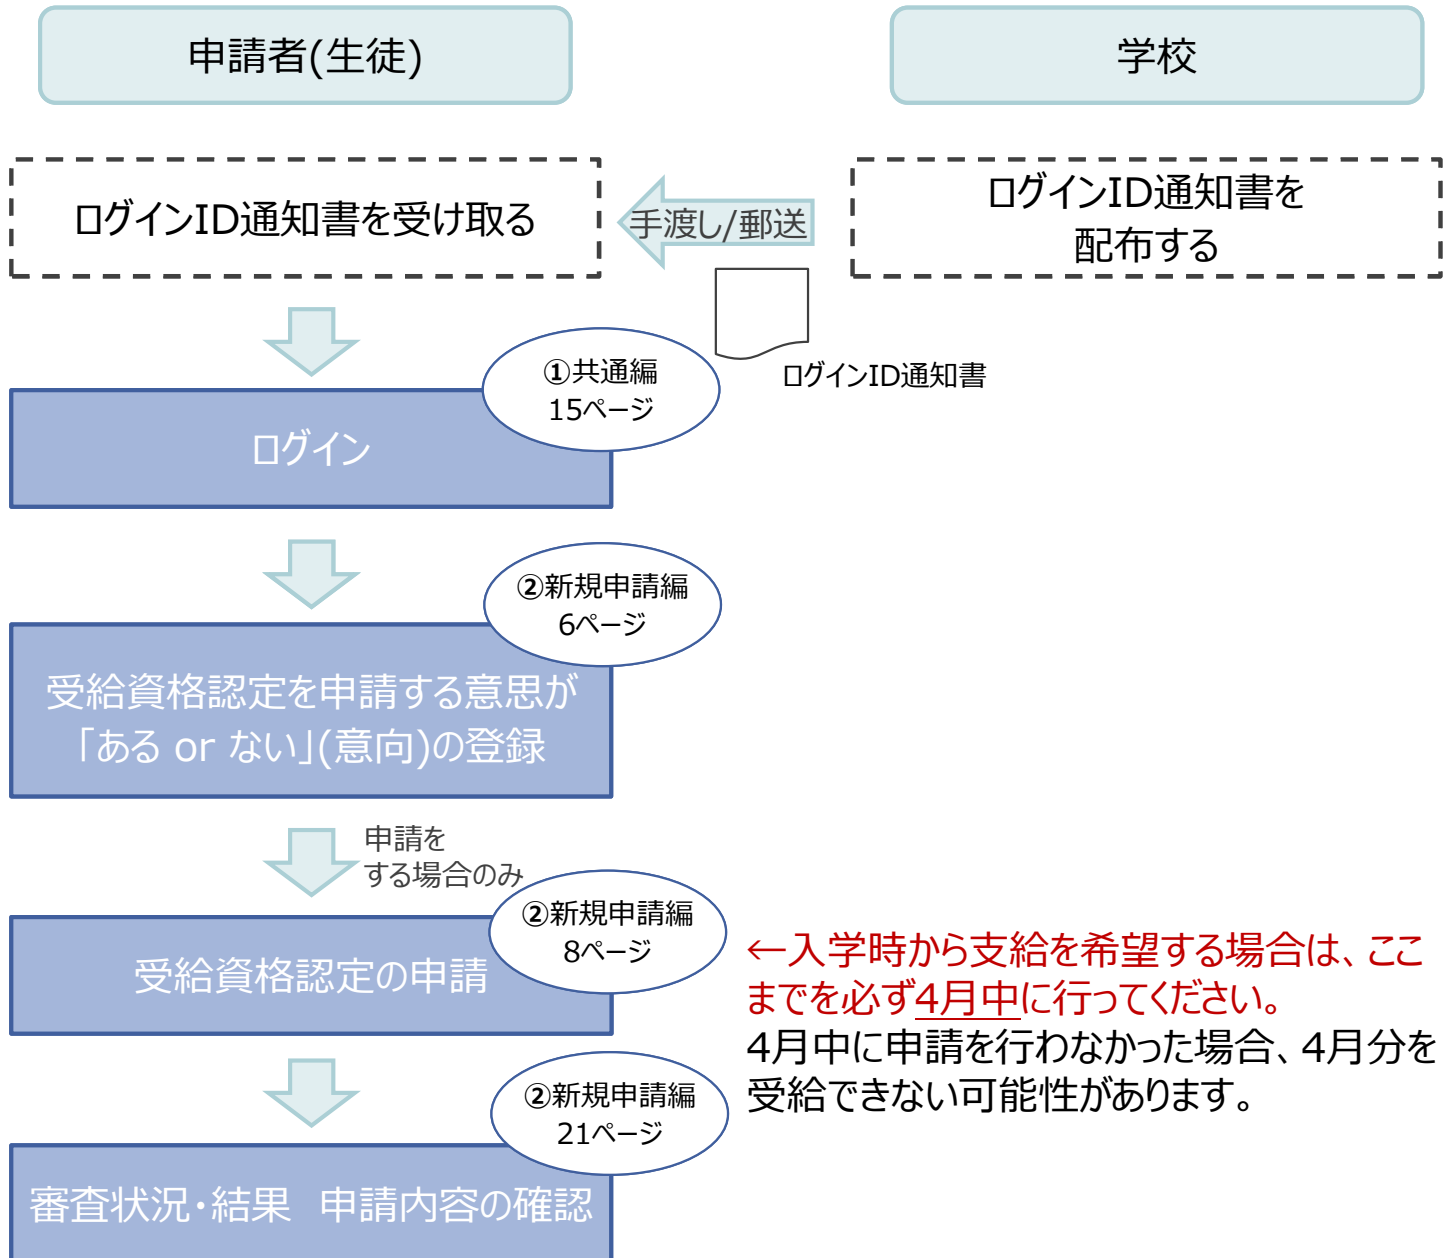 申請者(生徒)
学校
ログインID通知書を受け取る
手渡し/郵送
ログインID通知書を
配布する
ログインID通知書
①共通編
15ページ
ログイン
②新規申請編
6ページ
受給資格認定を申請する意思が
「ある or ない」(意向)の登録
申請を
する場合のみ
②新規申請編
8ページ
受給資格認定の申請
←入学時から支給を希望する場合は、ここ
までを必ず4月中に行ってください。
4月中に申請を行わなかった場合、4月分を
受給できない可能性があります。
②新規申請編
21ページ
審査状況・結果　申請内容の確認